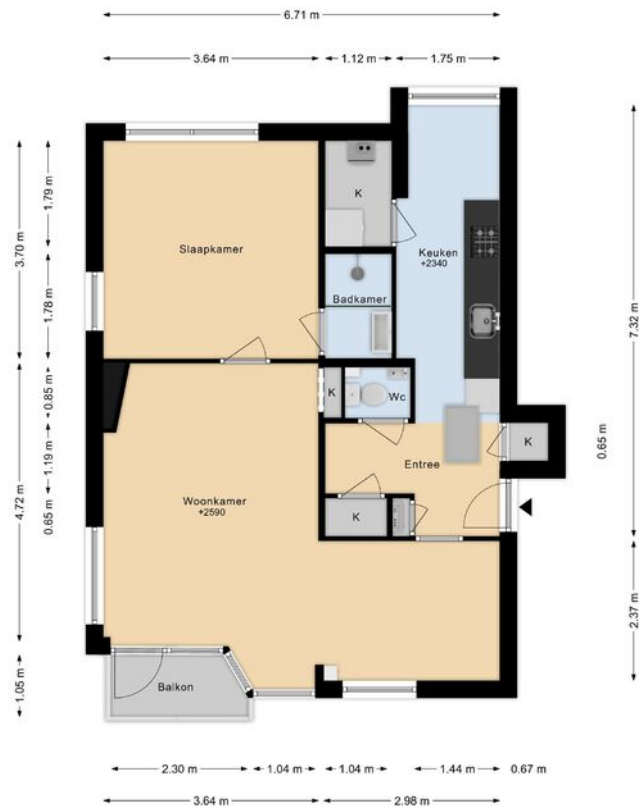 6.71 m
3.64 m
1.12 m
1.75 m
3.70 m
1.79 m
K
Slaapkamer
Keuken
+2340
1.78 m
Badkamer
7.32 m
0.85 m
K
Wc
4.72 m
1.19 m
Entree
K
0.65 m
Woonkamer
+2590
K
0.65 m
2.37 m
1.05 m
Balkon
2.30 m
1.04 m
1.04 m
1.44 m
0.67 m
3.64 m
2.98 m